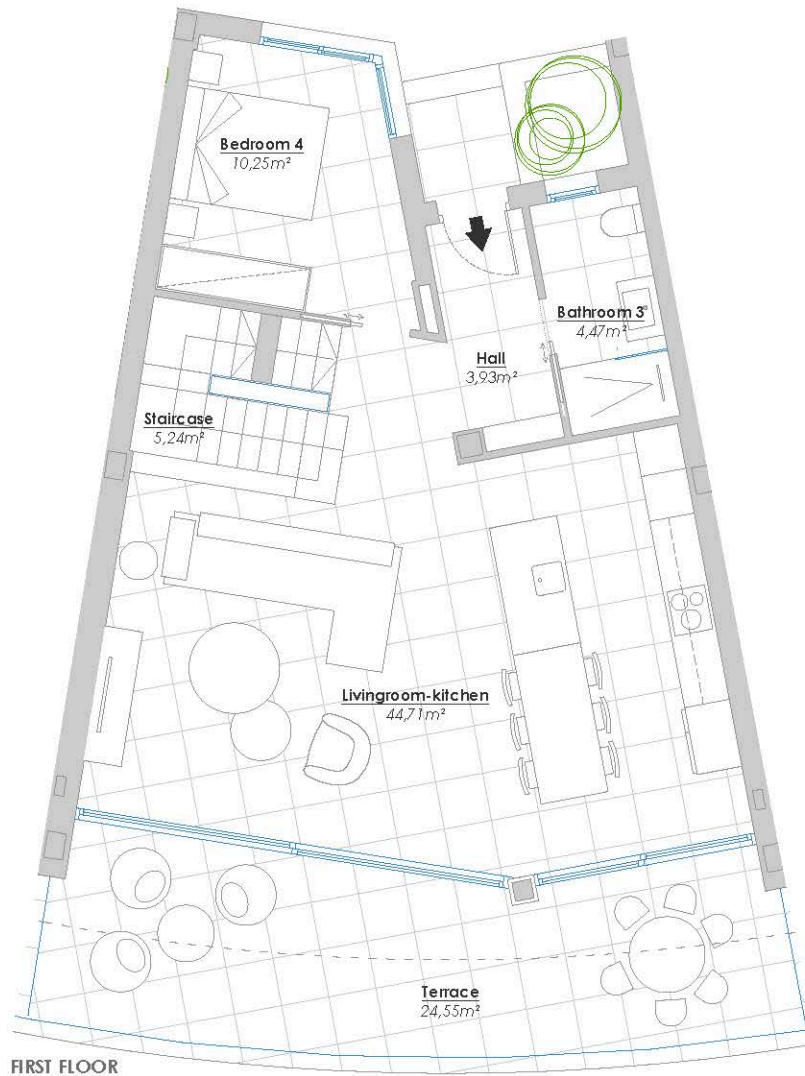 Bedroom 4
10,25m²
Bathroom 3
4,47m²
Hall
3,93m²
Staircase
5,24m²
Livingroom-kitchen
44,71m²
Terrace
24,55m²
FIRST FLOOR